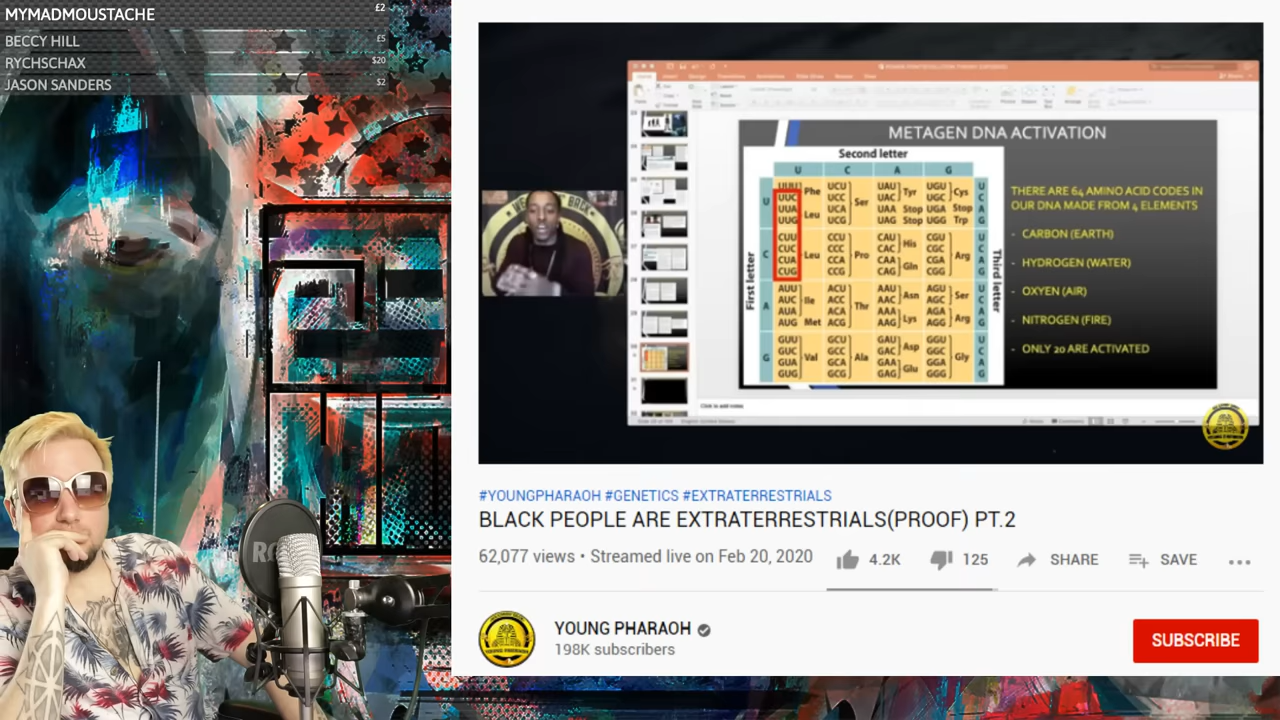 MYMADMOUSTACHE £2
BECCY HILL £5
RYCHSCHAX $20
JASON SANDERS $2
METAGEN DNA ACTIVATION
Second letter
U C A G
First letter
Third letter
U
UUU UUC Phe
UUA UUG Leu
UCU UCC UCA UCG Ser
UAU UAC Tyr
UAA Stop
UAG Stop
UGU UGC Cys
UGA Stop
UGG Trp
U C A G
C
CUU CUC CUA CUG Leu
CCU CCC CCA CCG Pro
CAU CAC His
CAA CAG Gln
CGU CGC CGA CGG Arg
U C A G
A
AUU AUC AUA Ile
AUG Met
ACU ACC ACA ACG Thr
AAU AAC Asn
AAA AAG Lys
AGU AGC Ser
AGA AGG Arg
U C A G
G
GUU GUC GUA GUG Val
GCU GCC GCA GCG Ala
GAU GAC Asp
GAA GAG Glu
GGU GGC GGA GGG Gly
U C A G
THERE ARE 64 AMINO ACID CODES IN
OUR DNA MADE FROM 4 ELEMENTS
- CARBON (EARTH)
- HYDROGEN (WATER)
- OXYEN (AIR)
- NITROGEN (FIRE)
- ONLY 20 ARE ACTIVATED
Click to add notes
#YOUNGPHARAOH #GENETICS #EXTRATERRESTRIALS
BLACK PEOPLE ARE EXTRATERRESTRIALS(PROOF) PT.2
62,077 views • Streamed live on Feb 20, 2020 4.2K 125 SHARE SAVE
YOUNG PHARAOH
198K subscribers
SUBSCRIBE